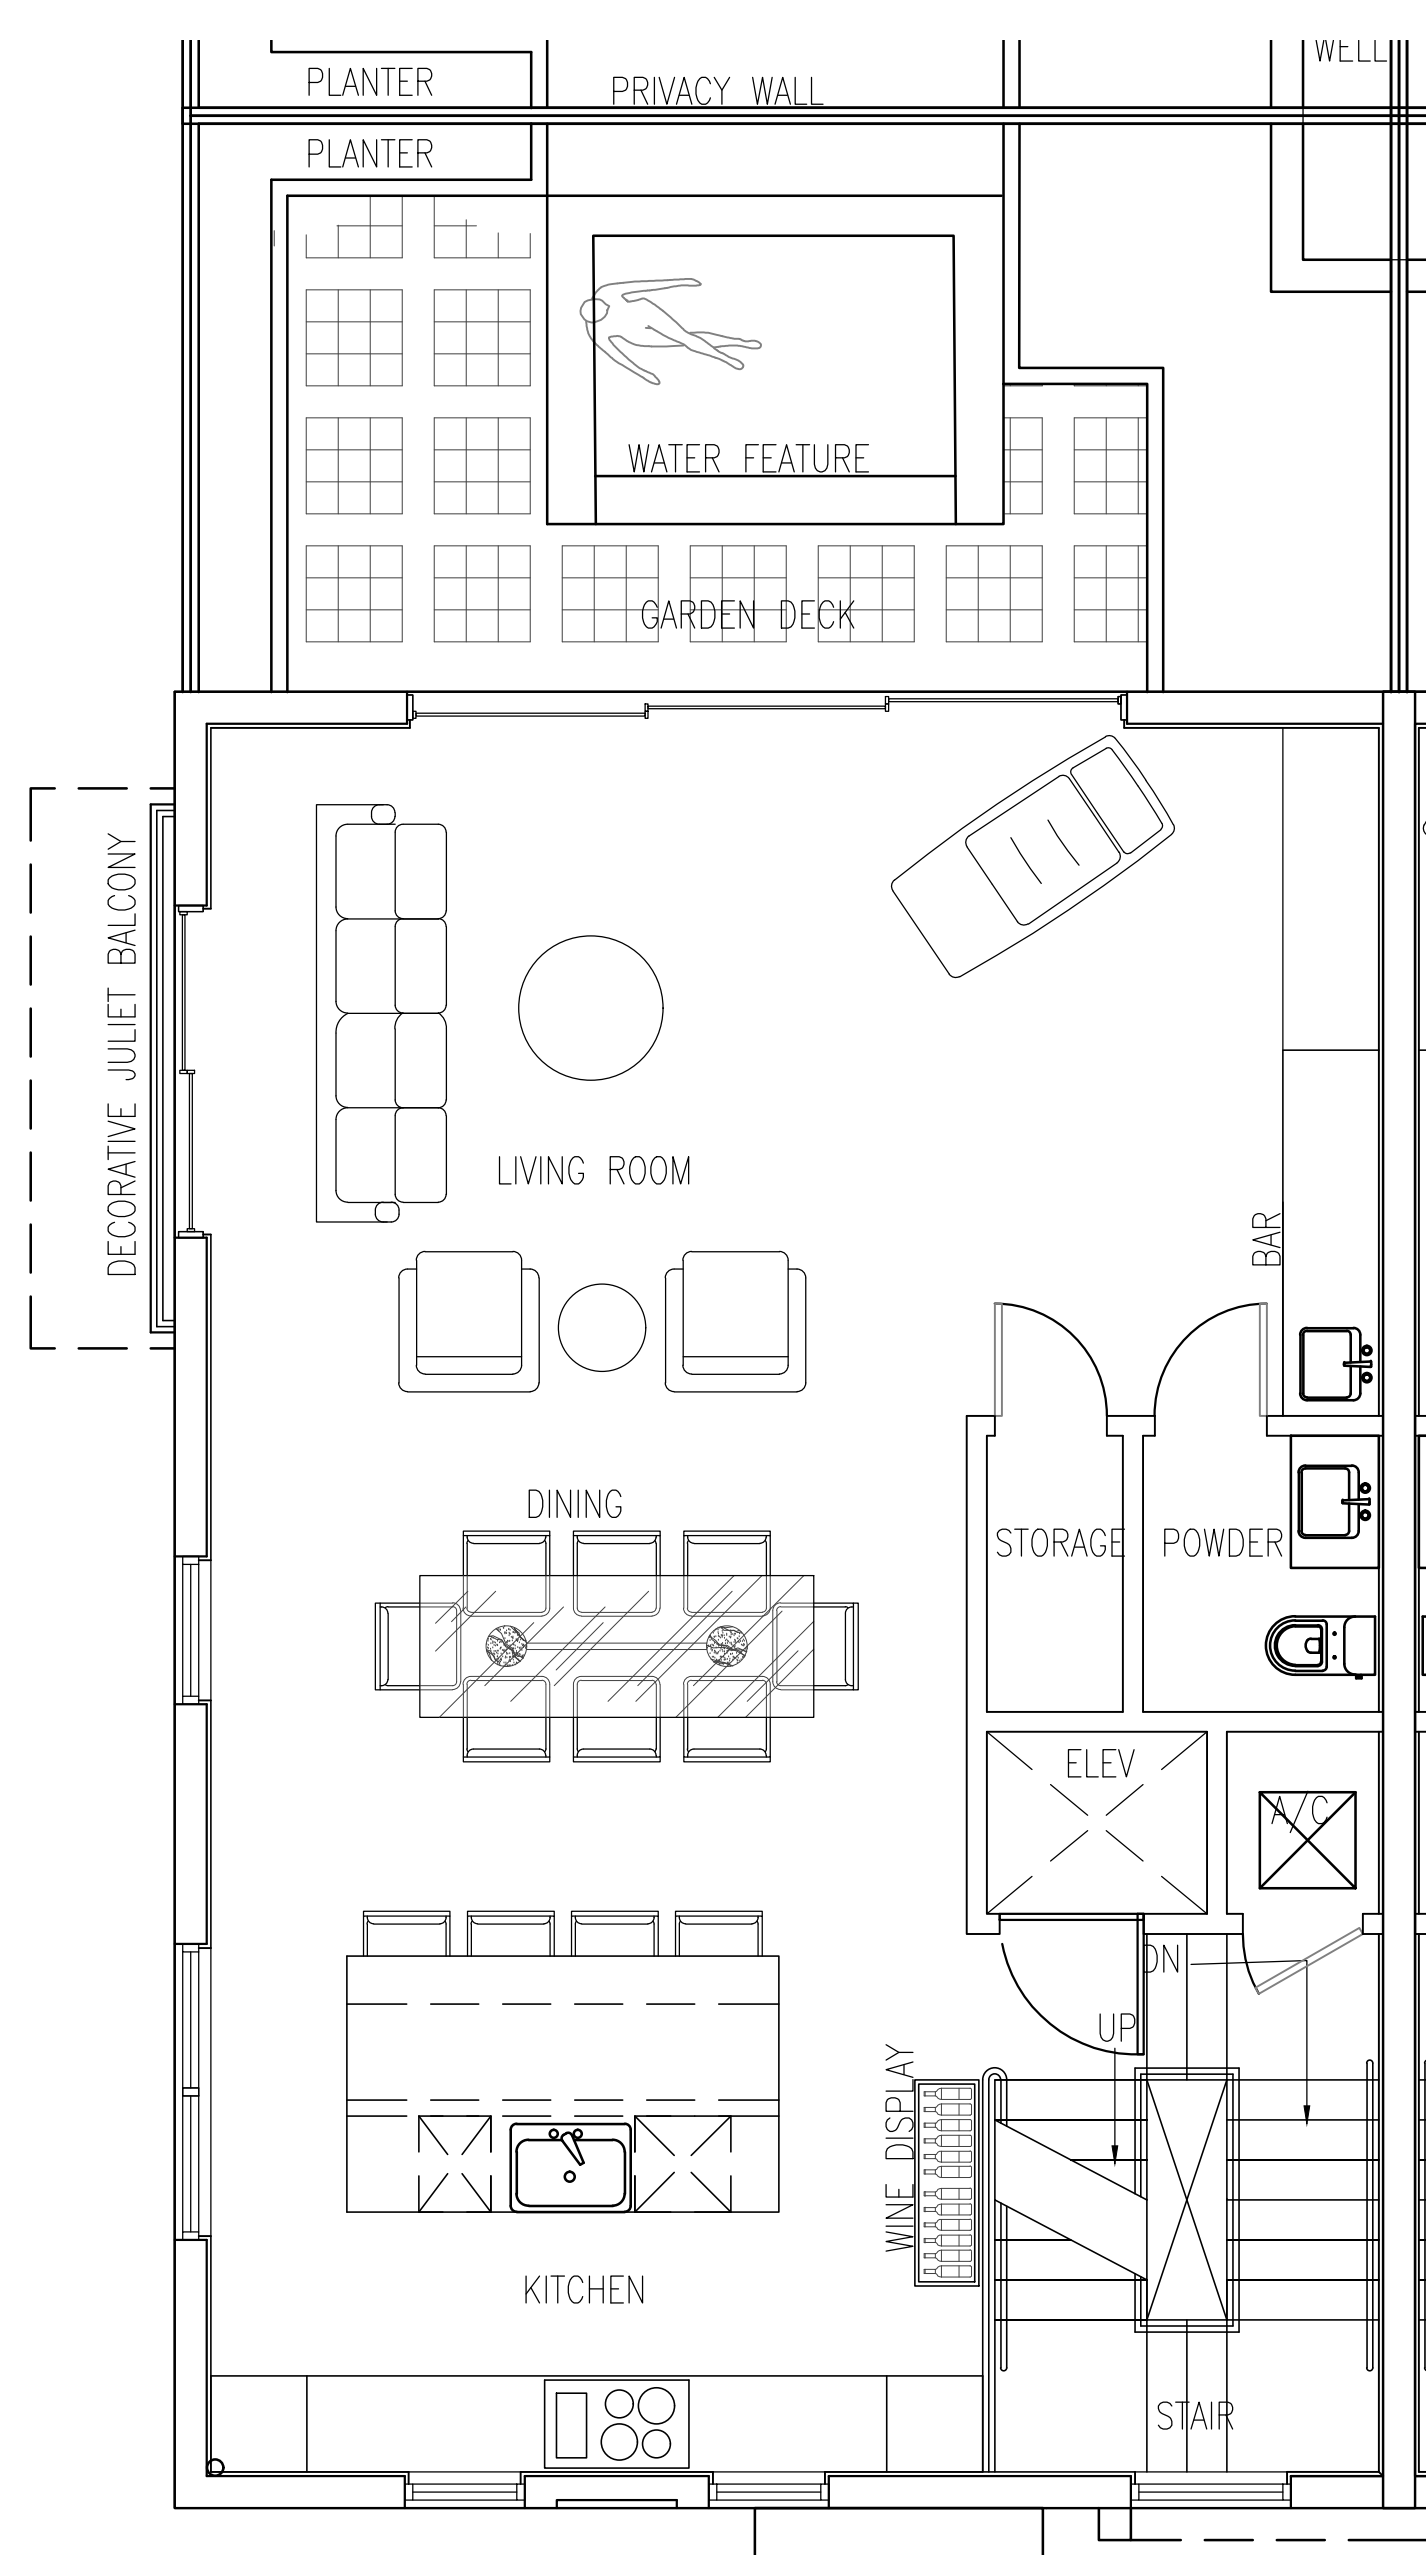 WELL
PLANTER
PRIVACY WALL
PLANTER
WATER FEATURE
GARDEN DECK
DECORATIVE JULIET BALCONY
LIVING ROOM
BAR
DINING
STORAGE
POWDER
ELEV
A/C
DN
UP
WINE DISPLAY
KITCHEN
STAIR